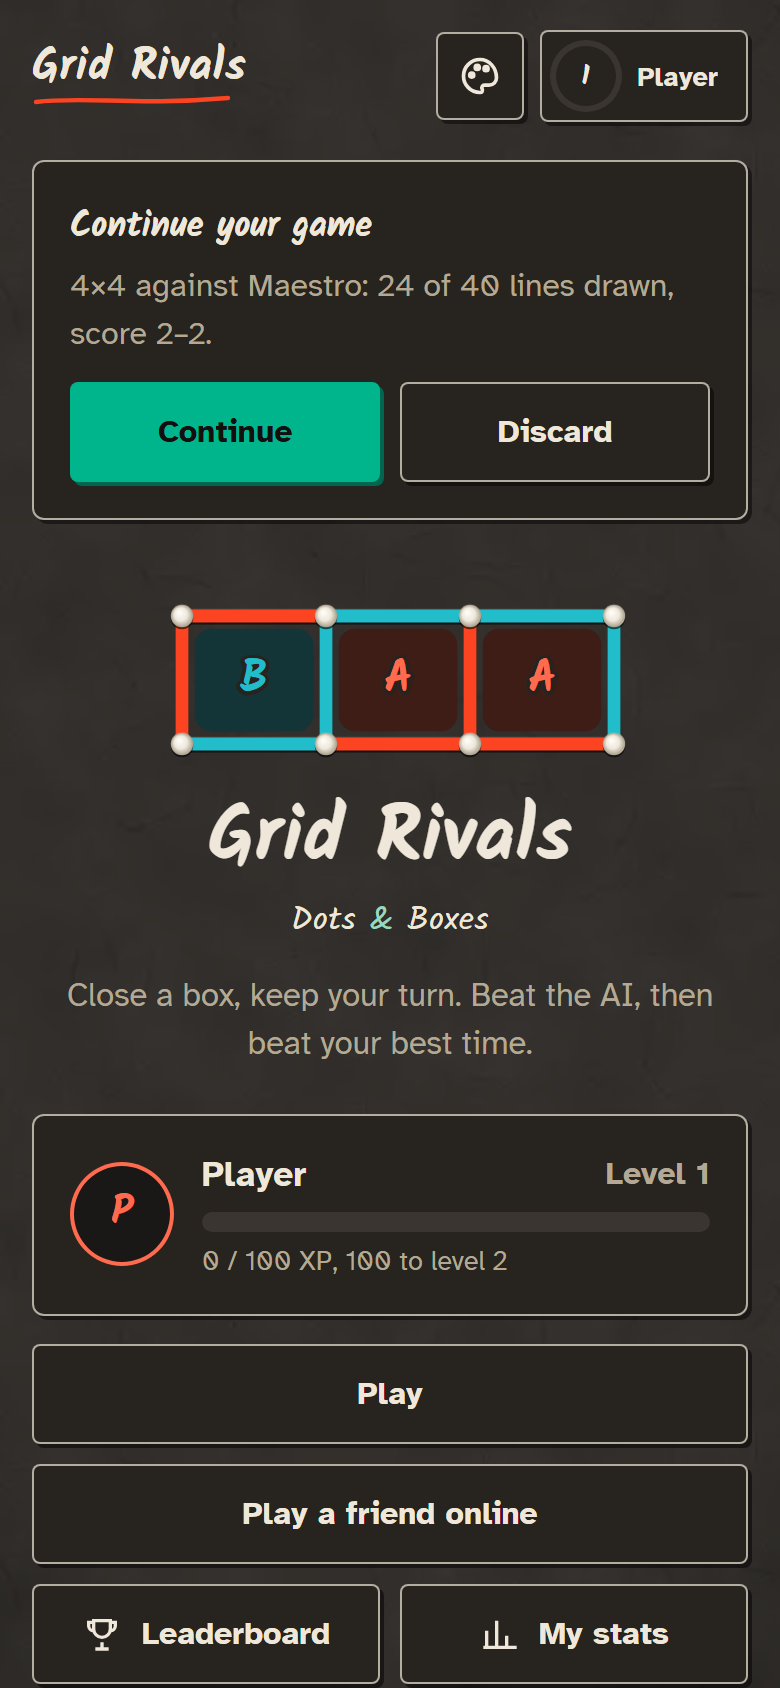 Grid Rivals
1
Player
Continue your game
4×4 against Maestro: 24 of 40 lines drawn,
score 2–2.
Continue
Discard
B
A
A
Grid Rivals
Dots & Boxes
Close a box, keep your turn. Beat the AI, then
beat your best time.
P
Player
Level 1
0 / 100 XP, 100 to level 2
Play
Play a friend online
Leaderboard
My stats